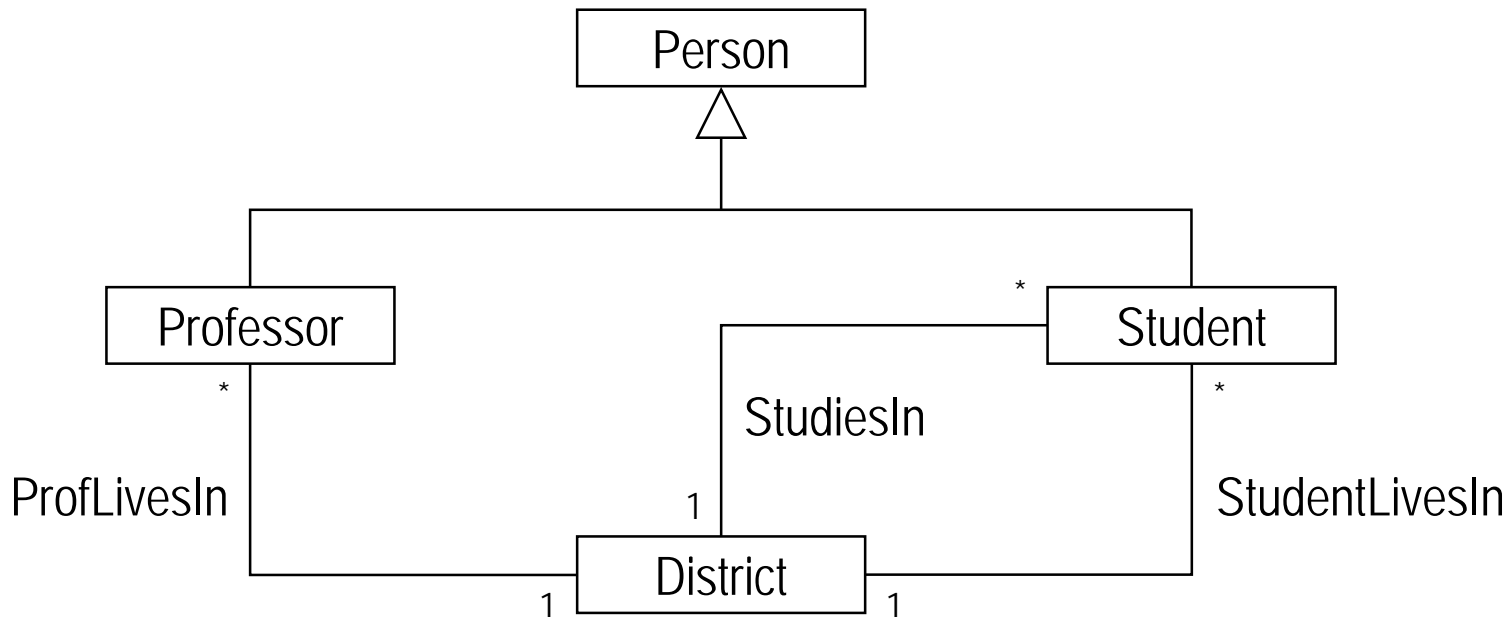 Person
Professor
*
Student
*
*
StudiesIn
ProfLivesIn
1
StudentLivesIn
District
1
1